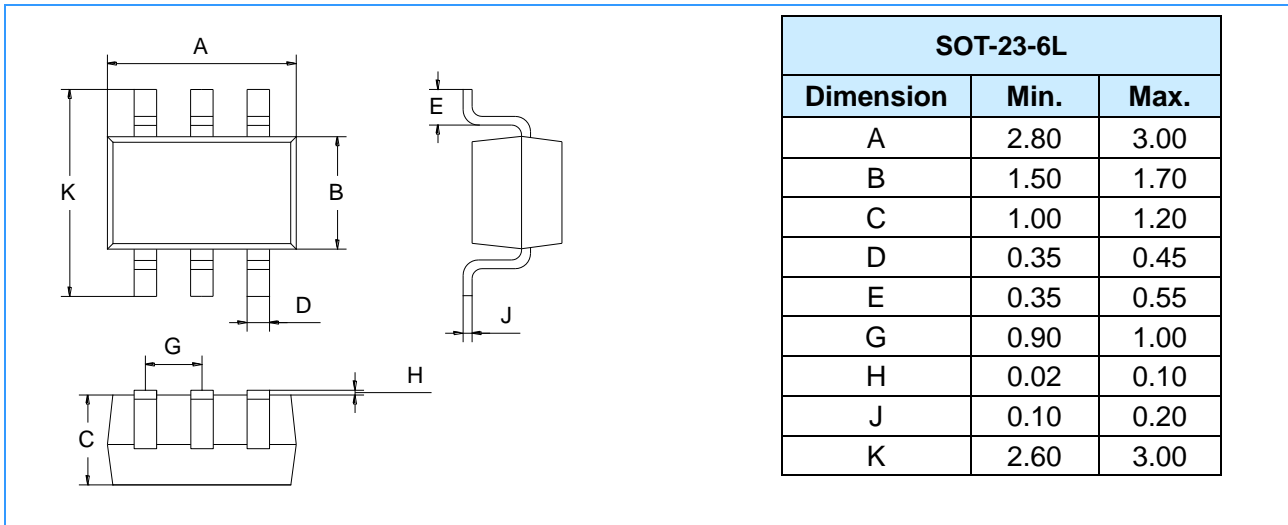 A
K
B
D
G
C
H
E
J
SOT-23-6L
Dimension Min. Max.
A 2.80 3.00
B 1.50 1.70
C 1.00 1.20
D 0.35 0.45
E 0.35 0.55
G 0.90 1.00
H 0.02 0.10
J 0.10 0.20
K 2.60 3.00